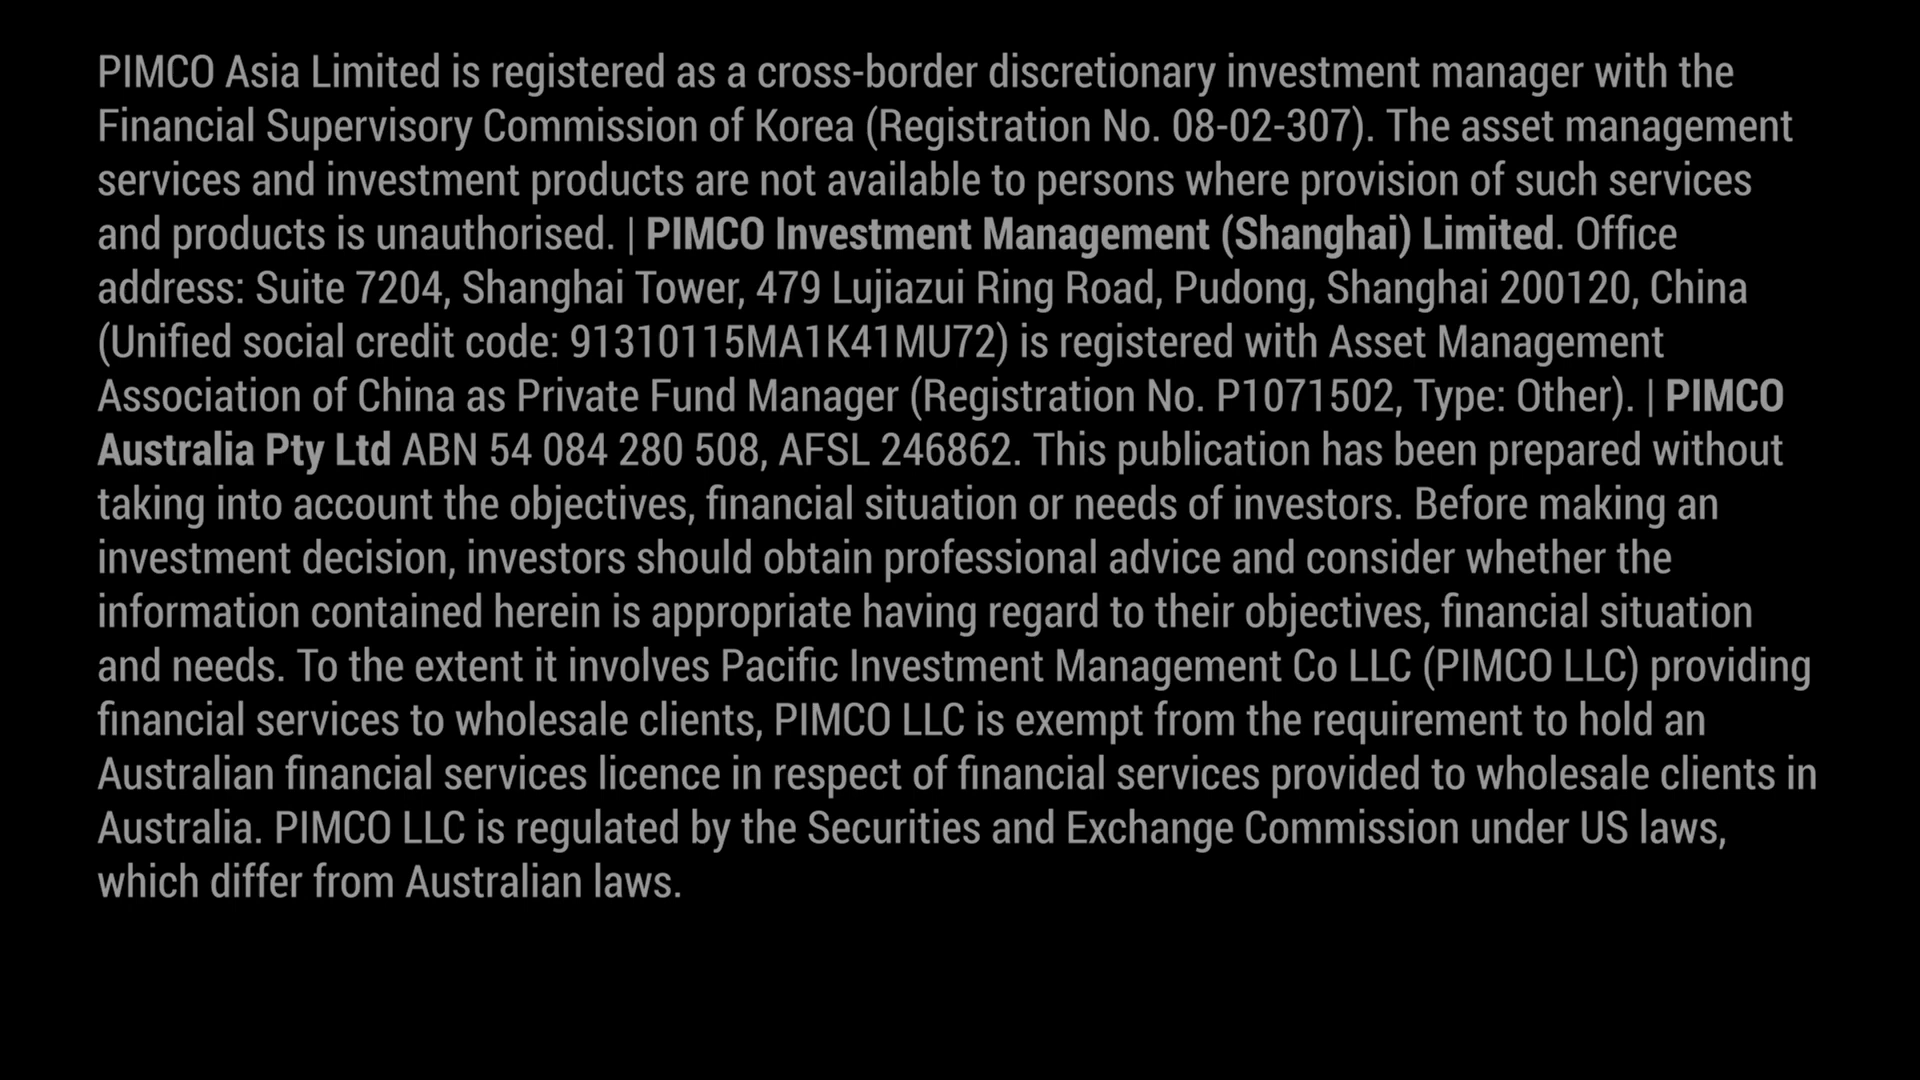 PIMCO Asia Limited is registered as a cross-border discretionary investment manager with the
Financial Supervisory Commission of Korea (Registration No. 08-02-307). The asset management
services and investment products are not available to persons where provision of such services
and products is unauthorised. | PIMCO Investment Management (Shanghai) Limited. Office
address: Suite 7204, Shanghai Tower, 479 Lujiazui Ring Road, Pudong, Shanghai 200120, China
(Unified social credit code: 91310115MA1K41MU72) is registered with Asset Management
Association of China as Private Fund Manager (Registration No. P1071502, Type: Other). | PIMCO
Australia Pty Ltd ABN 54 084 280 508, AFSL 246862. This publication has been prepared without
taking into account the objectives, financial situation or needs of investors. Before making an
investment decision, investors should obtain professional advice and consider whether the
information contained herein is appropriate having regard to their objectives, financial situation
and needs. To the extent it involves Pacific Investment Management Co LLC (PIMCO LLC) providing
financial services to wholesale clients, PIMCO LLC is exempt from the requirement to hold an
Australian financial services licence in respect of financial services provided to wholesale clients in
Australia. PIMCO LLC is regulated by the Securities and Exchange Commission under US laws,
which differ from Australian laws.